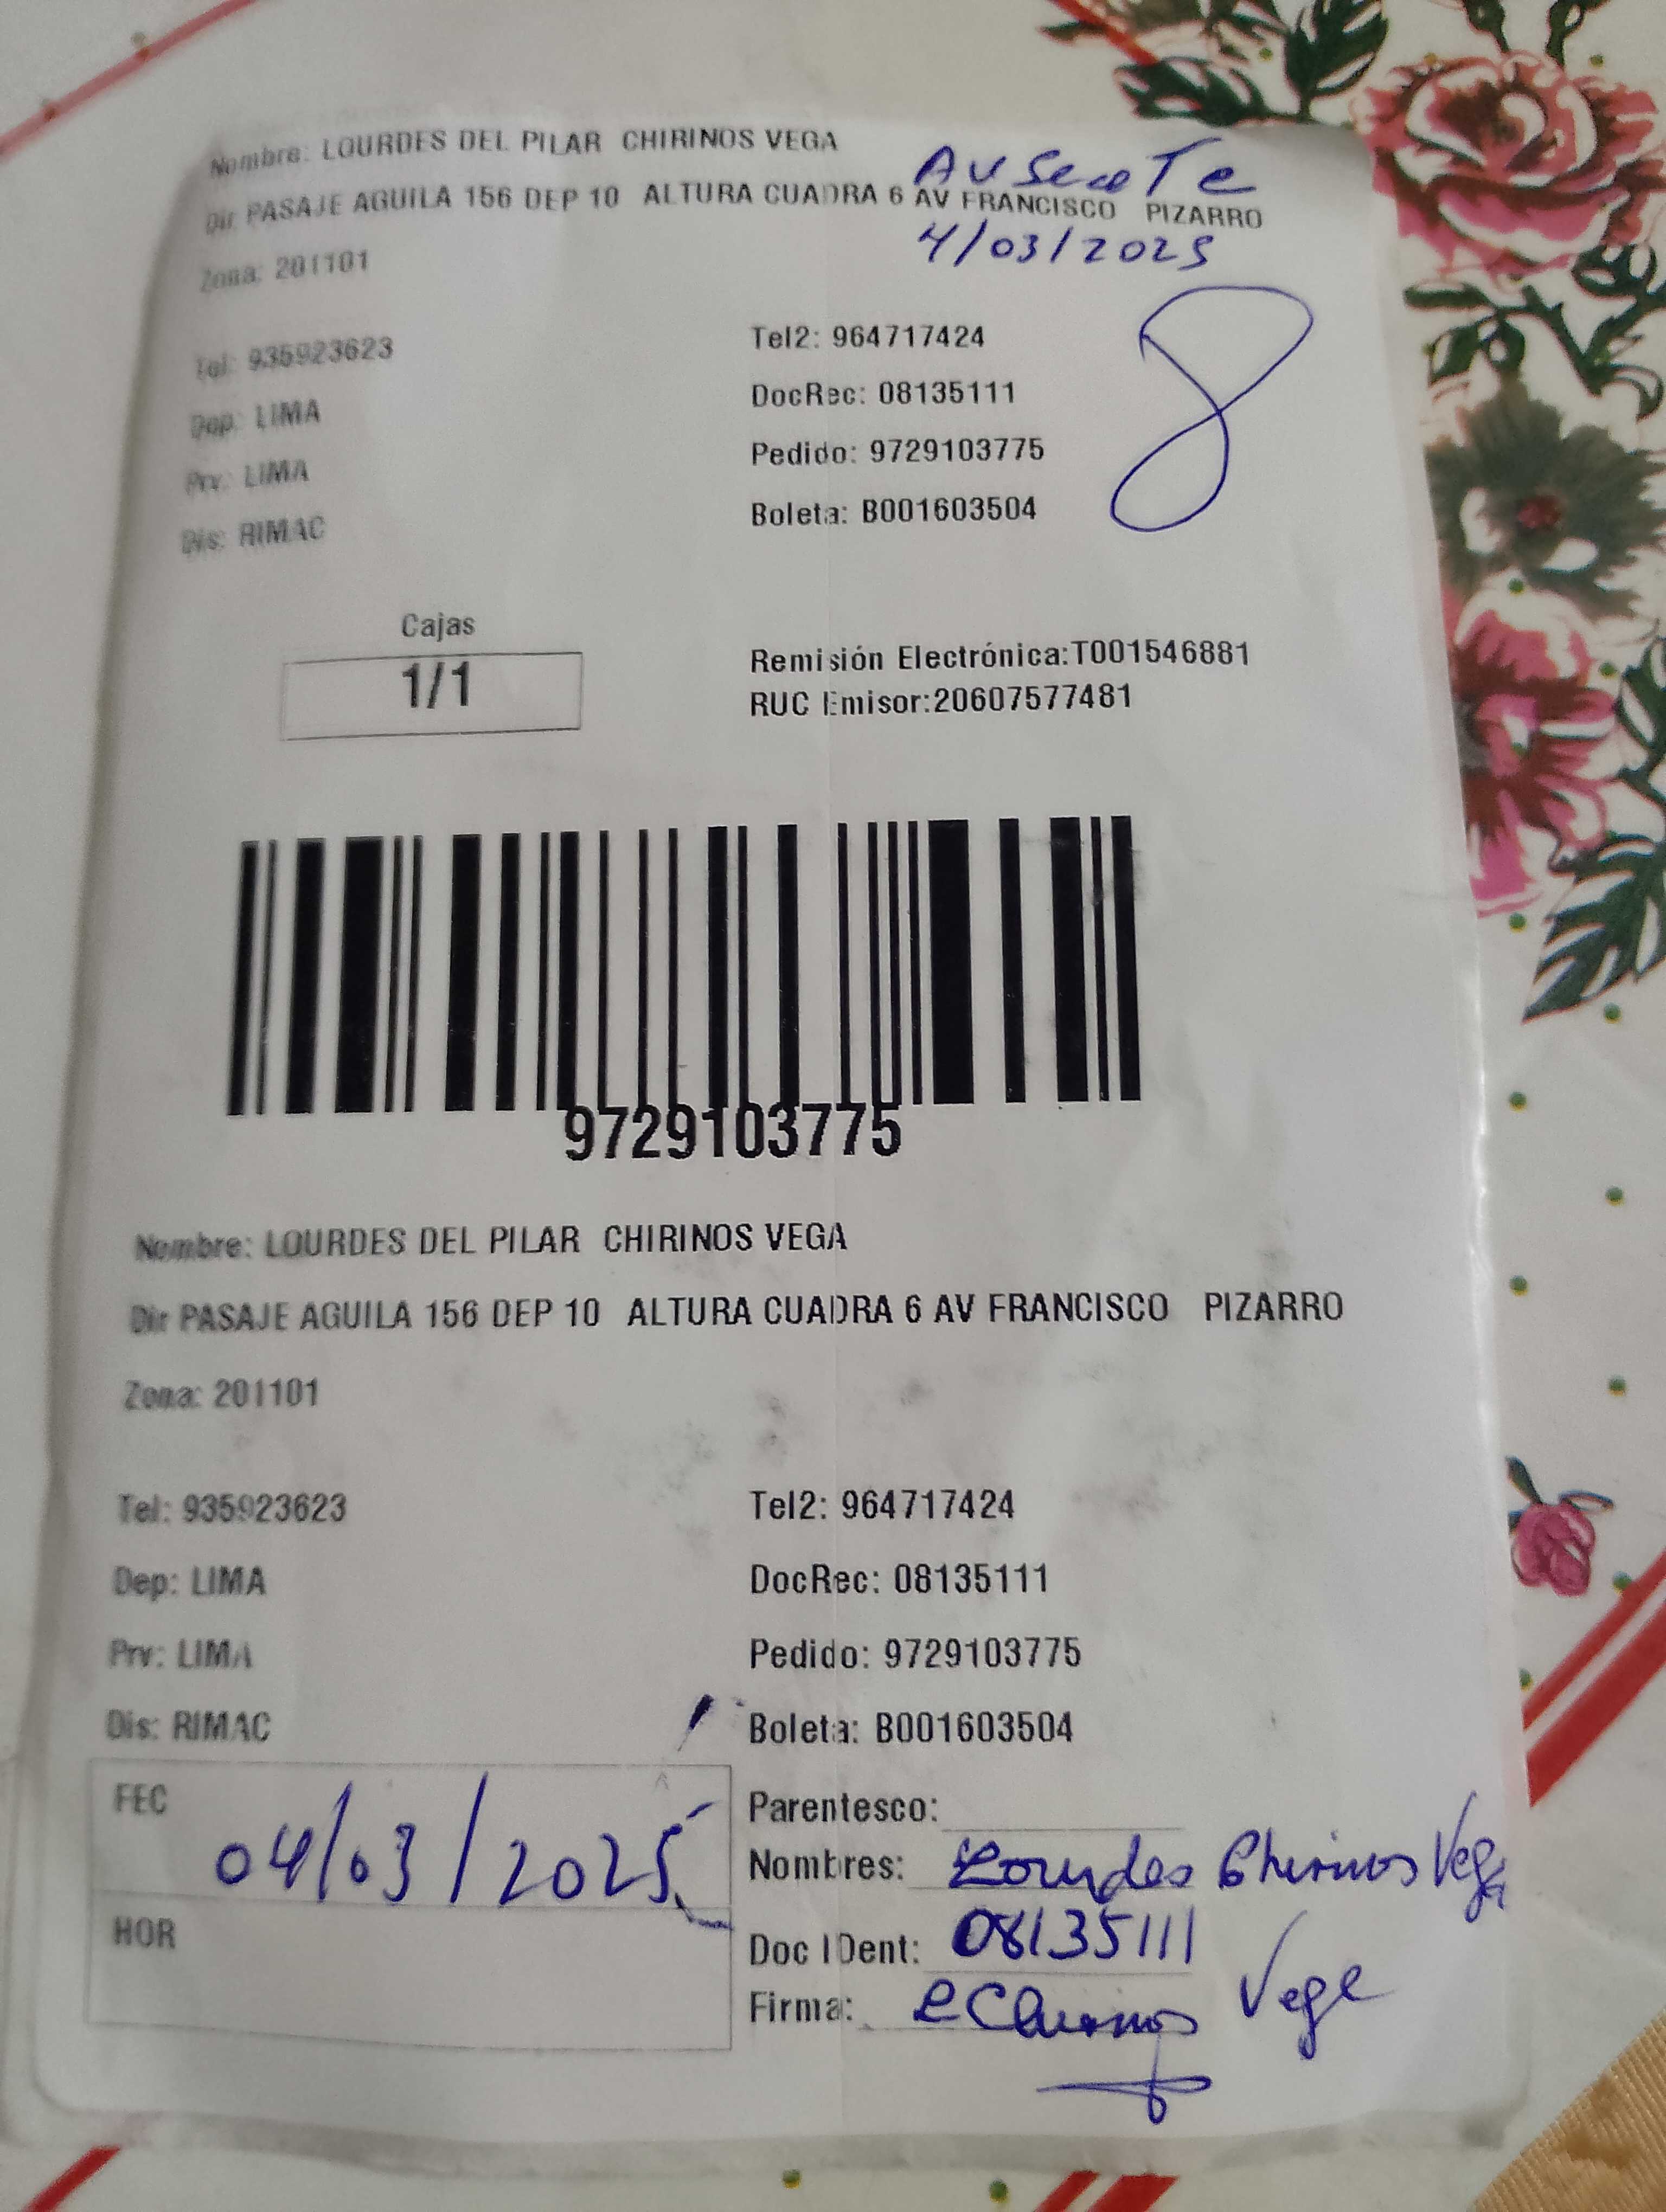 Nombre: LOURDES DEL PILAR CHIRINOS VEGA
Ausente
Dir PASAJE AGUILA 156 DEP 10 ALTURA CUADRA 6 AV FRANCISCO PIZARRO
4/03/2025
Zona: 201101
Tel: 935923623 Tel2: 964717424
Dep: LIMA DocRec: 08135111
Prv: LIMA Pedido: 9729103775
Dis: RIMAC Boleta: B001603504
8
Cajas
1/1
Remisión Electrónica:T001546881
RUC Emisor:20607577481
9729103775
Nombre: LOURDES DEL PILAR CHIRINOS VEGA
Dir PASAJE AGUILA 156 DEP 10 ALTURA CUADRA 6 AV FRANCISCO PIZARRO
Zona: 201101
Tel: 935923623 Tel2: 964717424
Dep: LIMA DocRec: 08135111
Prv: LIMA Pedido: 9729103775
Dis: RIMAC Boleta: B001603504
FEC 04/03/2025
HOR
Parentesco:
Nombres: Lourdes Chirinos Vega
Doc IDent: 08135111
Firma: LChirinos Vega